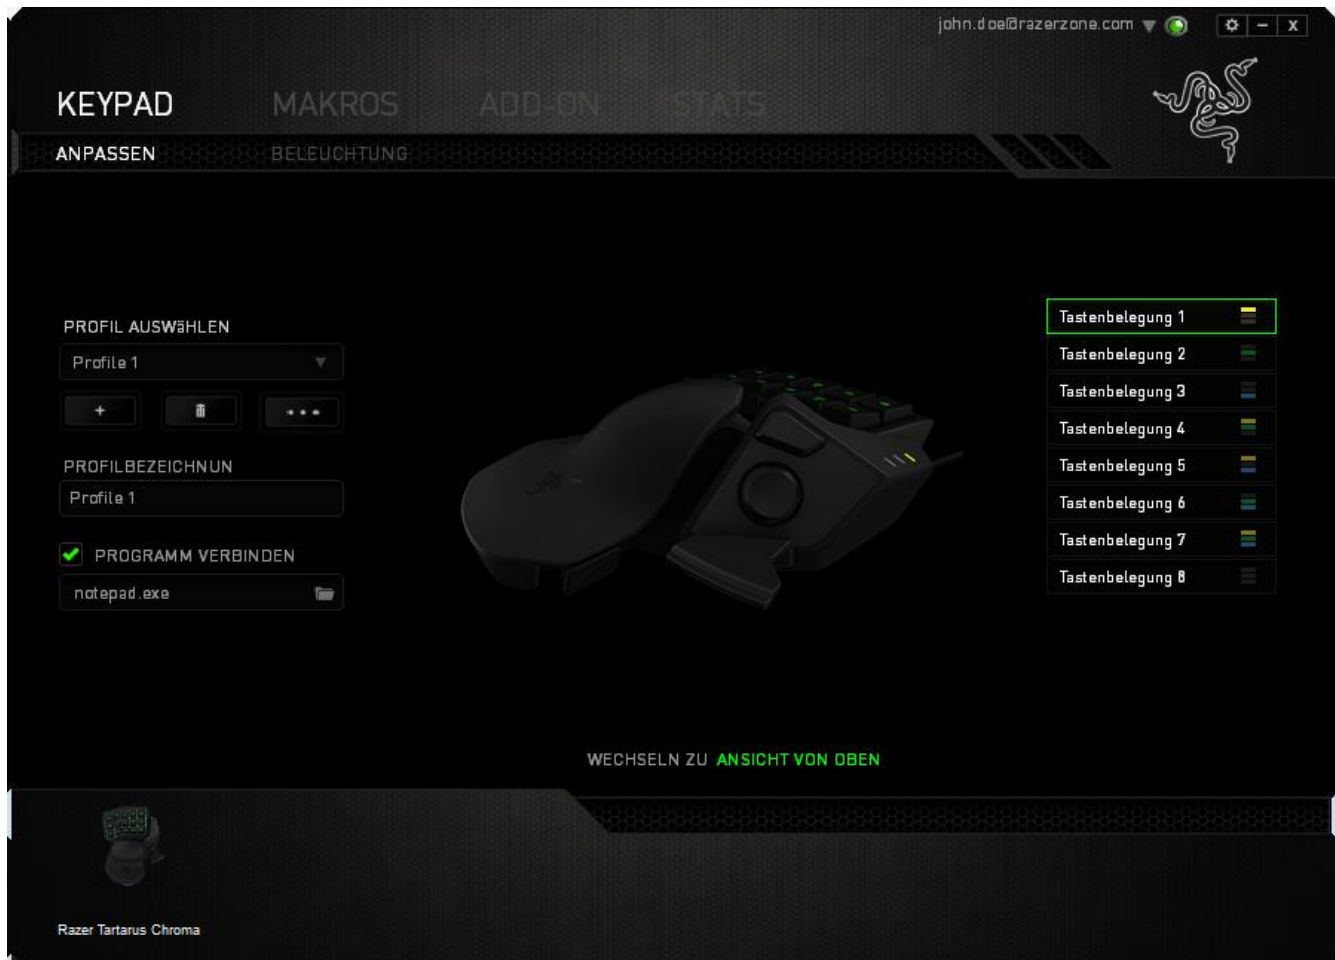 john.doe@razerzone.com
KEYPAD MAKROS ADD-ON STATS
ANPASSEN BELEUCHTUNG
PROFIL AUSWäHLEN
Profile 1
PROFILBEZEICHNUN
Profile 1
PROGRAMM VERBINDEN
notepad.exe
Tastenbelegung 1
Tastenbelegung 2
Tastenbelegung 3
Tastenbelegung 4
Tastenbelegung 5
Tastenbelegung 6
Tastenbelegung 7
Tastenbelegung 8
WECHSELN ZU ANSICHT VON OBEN
Razer Tartarus Chroma